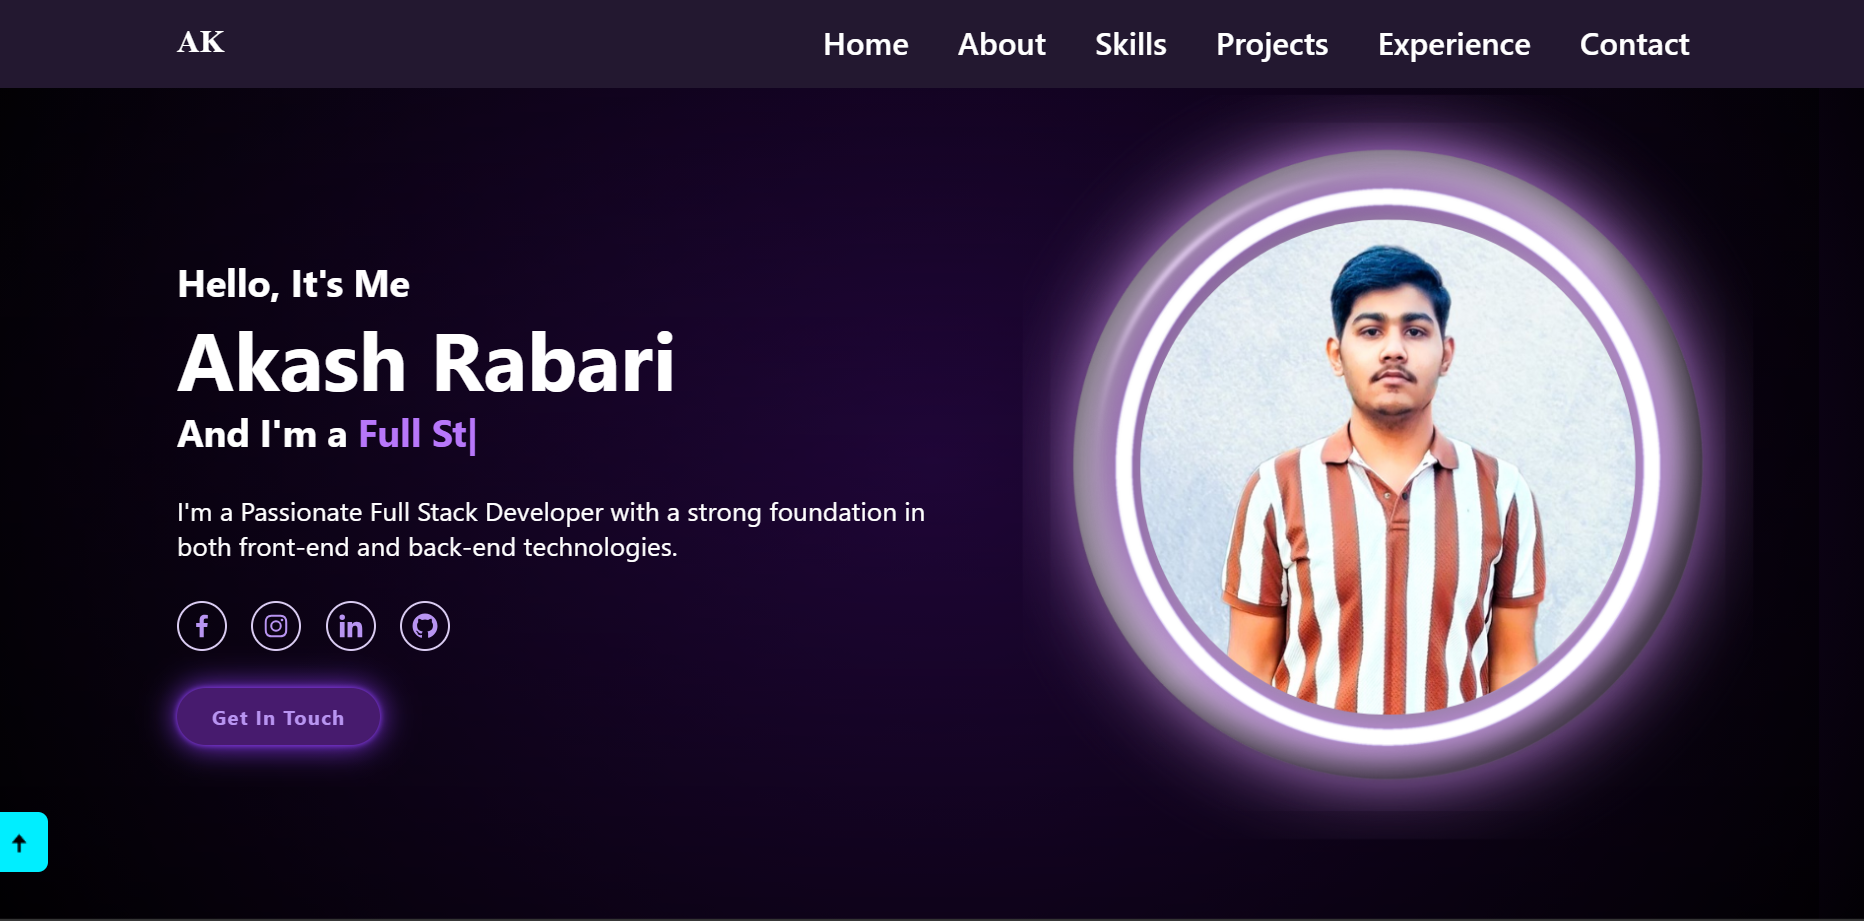 AK
Home About Skills Projects Experience Contact
Hello, It's Me
Akash Rabari
And I'm a Full St|
I'm a Passionate Full Stack Developer with a strong foundation in
both front-end and back-end technologies.
Get In Touch